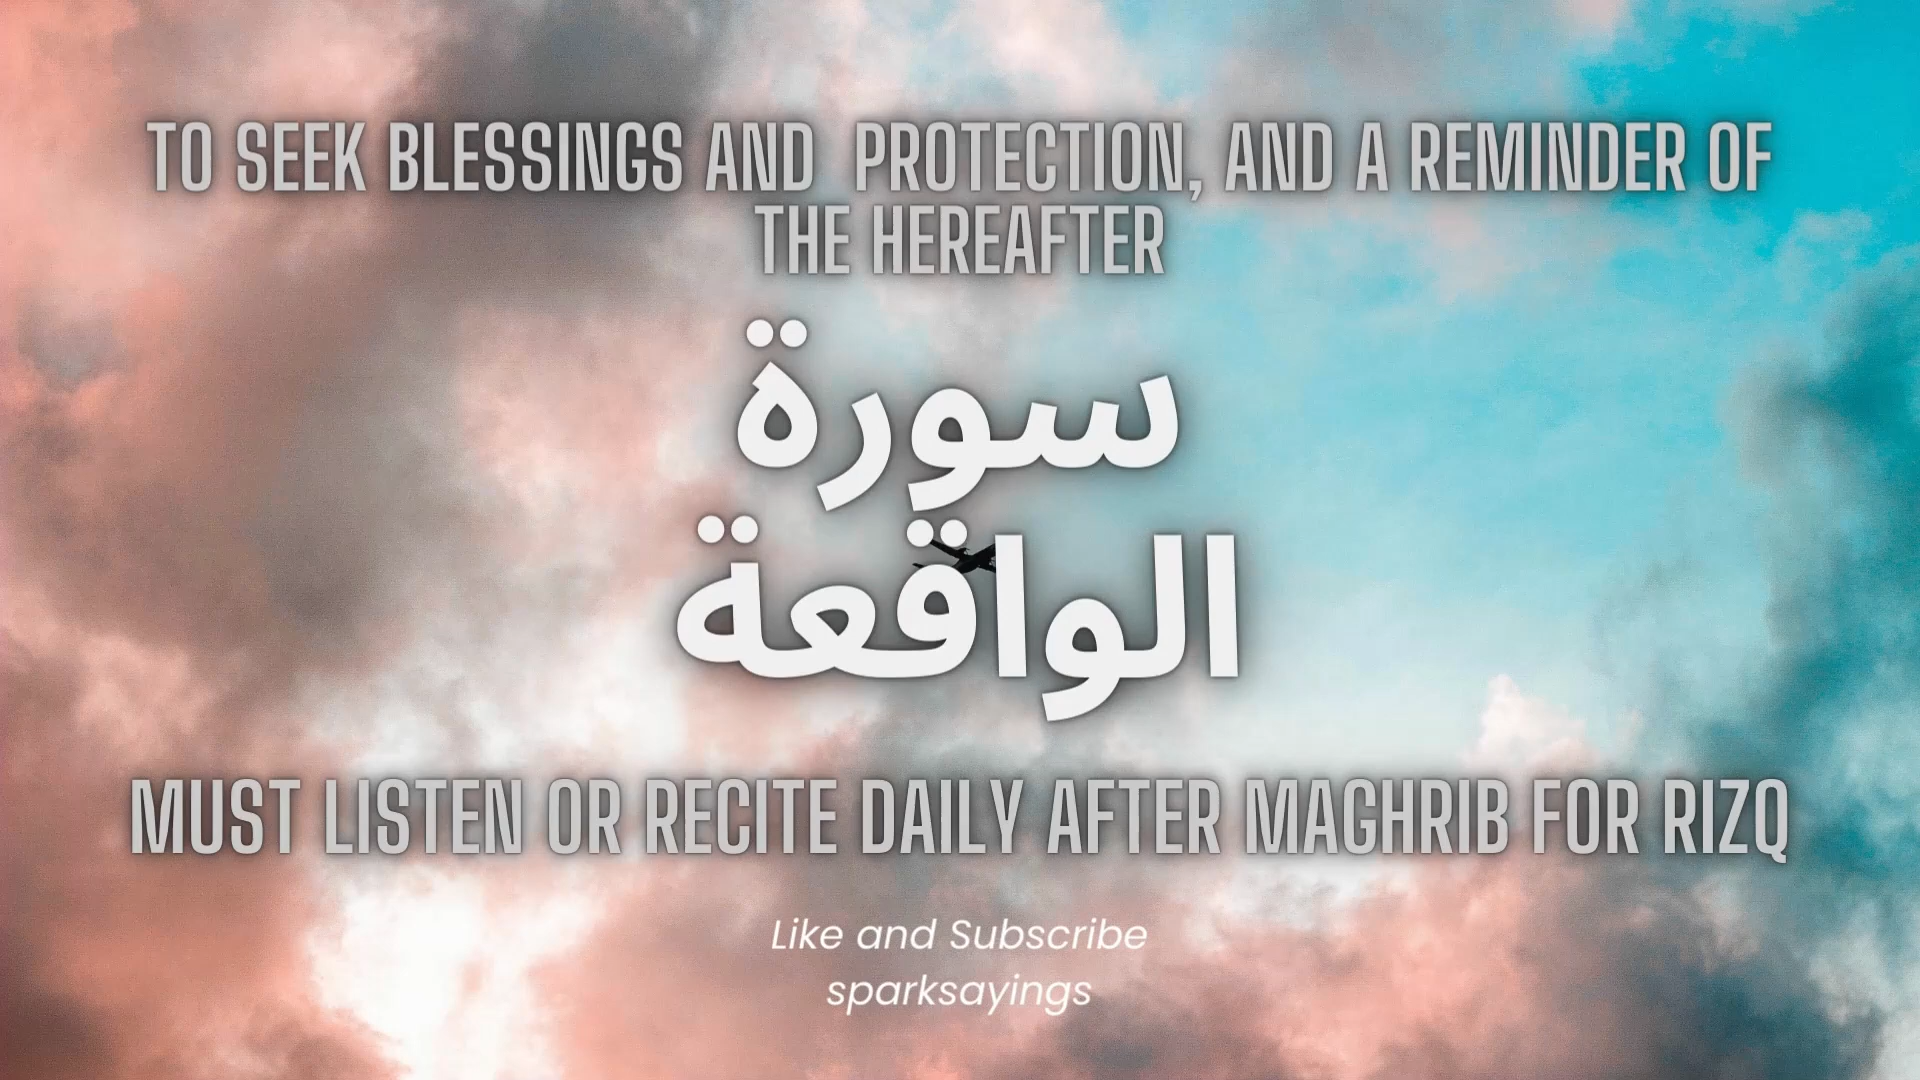 TO SEEK BLESSINGS AND PROTECTION, AND A REMINDER OF
THE HEREAFTER
سورة
الواقعة
MUST LISTEN OR RECITE DAILY AFTER MAGHRIB FOR RIZQ
Like and Subscribe
sparksayings